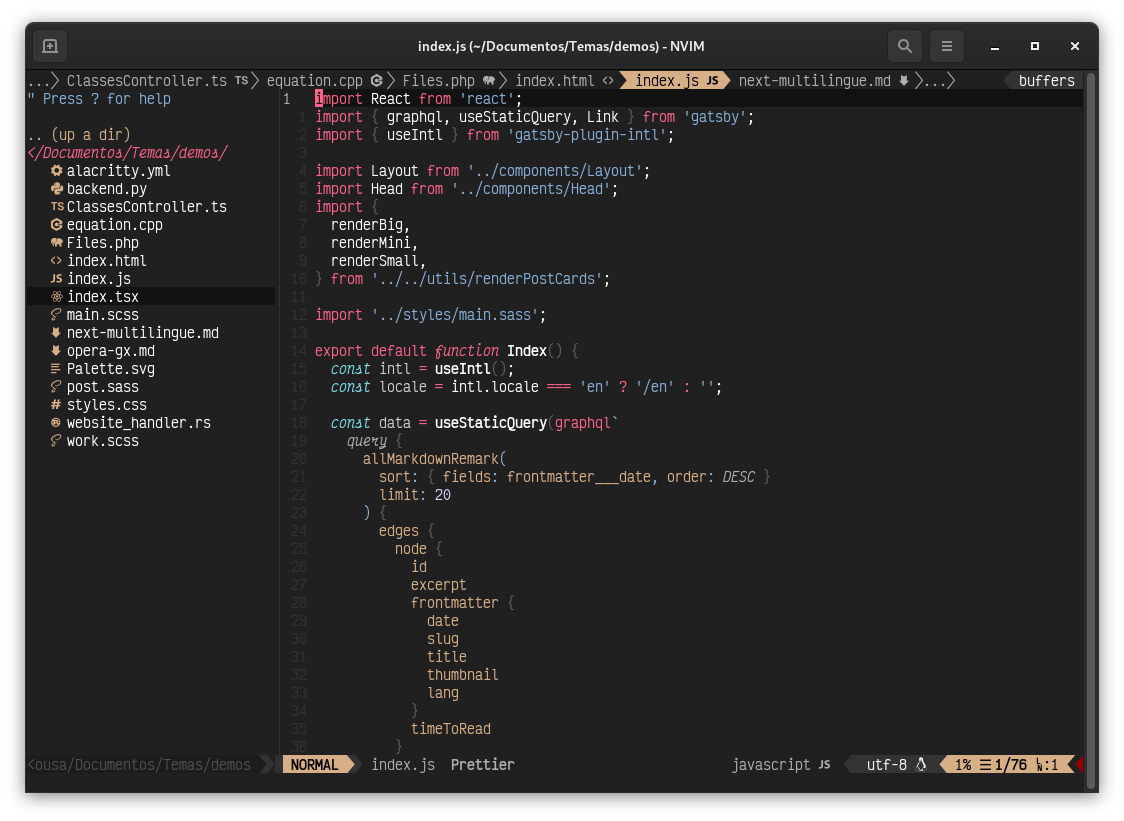 index.js (~/Documentos/Temas/demos) - NVIM
...> ClassesController.ts TS > equation.cpp > Files.php > index.html <> index.js JS next-multilingue.md >...> buffers
" Press ? for help
.. (up a dir)
</Documentos/Temas/demos/
alacritty.yml
backend.py
TS ClassesController.ts
equation.cpp
Files.php
<> index.html
JS index.js
index.tsx
main.scss
next-multilingue.md
opera-gx.md
Palette.svg
post.sass
# styles.css
website_handler.rs
work.scss
1 import React from 'react';
1 import { graphql, useStaticQuery, Link } from 'gatsby';
2 import { useIntl } from 'gatsby-plugin-intl';
3
4 import Layout from '../components/Layout';
5 import Head from '../components/Head';
6 import {
7 renderBig,
8 renderMini,
9 renderSmall,
10 } from '../../utils/renderPostCards';
11
12 import '../styles/main.sass';
13
14 export default function Index() {
15 const intl = useIntl();
16 const locale = intl.locale === 'en' ? '/en' : '';
17
18 const data = useStaticQuery(graphql`
19 query {
20 allMarkdownRemark(
21 sort: { fields: frontmatter___date, order: DESC }
22 limit: 20
23 ) {
24 edges {
25 node {
26 id
27 excerpt
28 frontmatter {
29 date
30 slug
31 title
32 thumbnail
33 lang
34 }
35 timeToRead
36 }
<ousa/Documentos/Temas/demos NORMAL index.js Prettier javascript JS utf-8 1% ☰ 1/76 ㏑:1